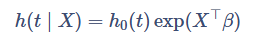 h(t | X) = h₀(t) exp(X⊤β)